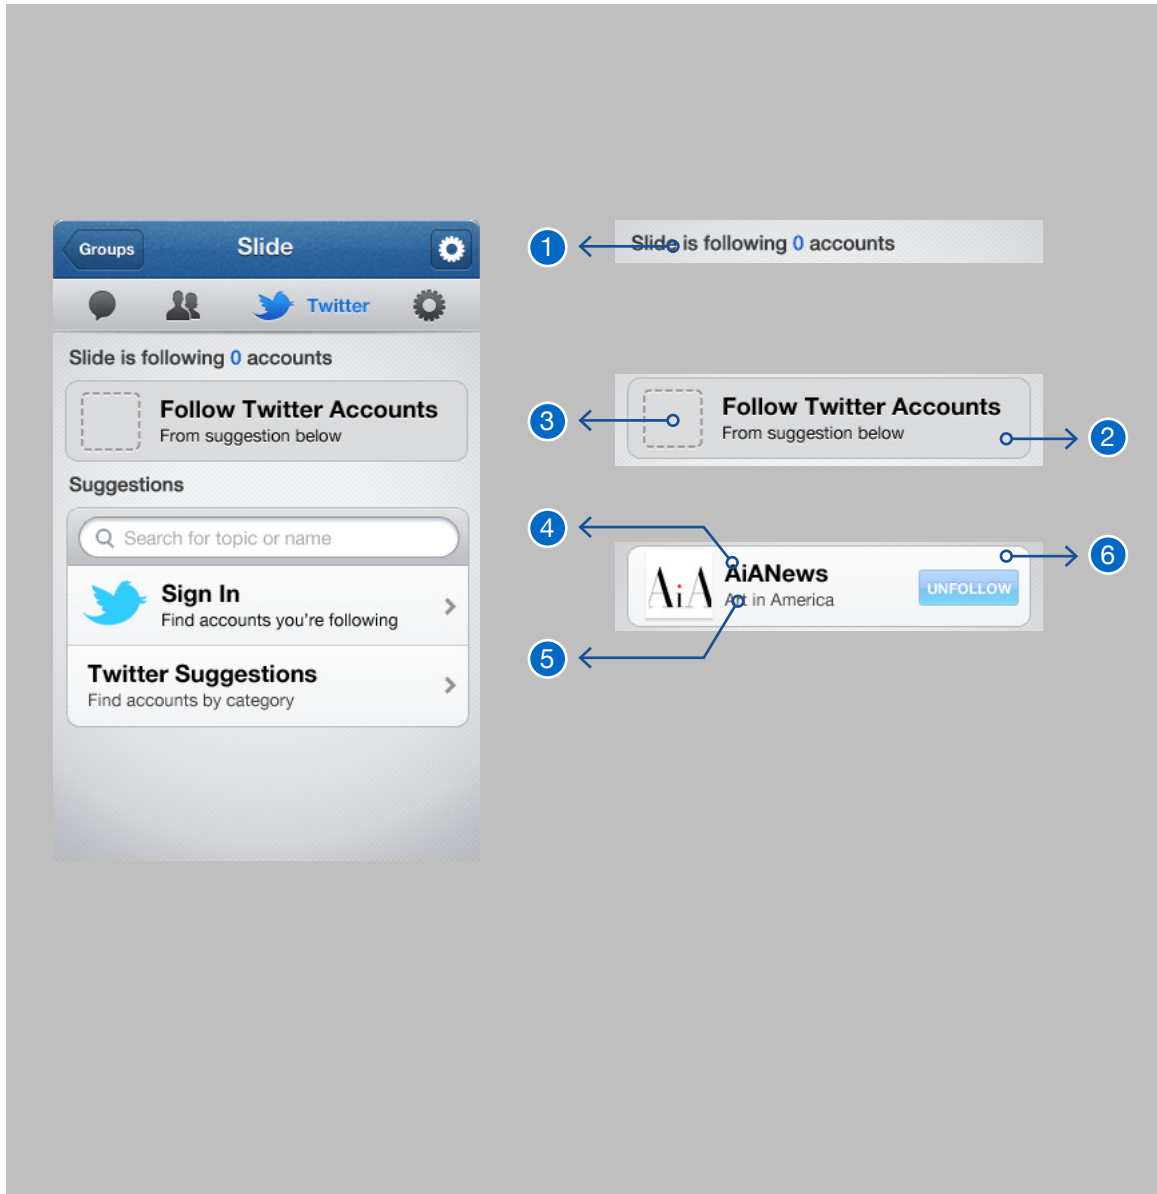 Groups
Slide
Twitter
Slide is following 0 accounts
Follow Twitter Accounts
From suggestion below
Suggestions
Search for topic or name
Sign In
Find accounts you're following
Twitter Suggestions
Find accounts by category
1
Slide is following 0 accounts
3
Follow Twitter Accounts
From suggestion below
2
4
AiA
AiANews
Art in America
UNFOLLOW
6
5